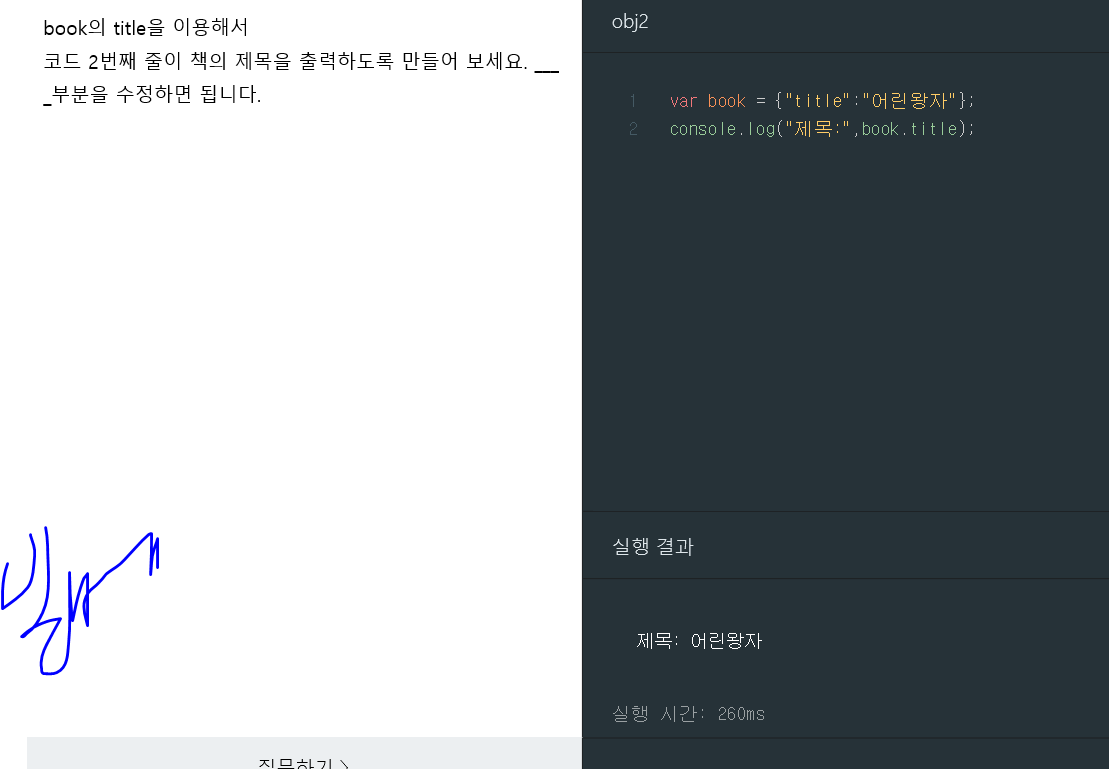 book의 title을 이용해서
코드 2번째 줄이 책의 제목을 출력하도록 만들어 보세요. ___
_부분을 수정하면 됩니다.
obj2
1 var book = {"title":"어린왕자"};
2 console.log("제목:",book.title);
실행 결과
제목: 어린왕자
실행 시간: 260ms
질문하기 >